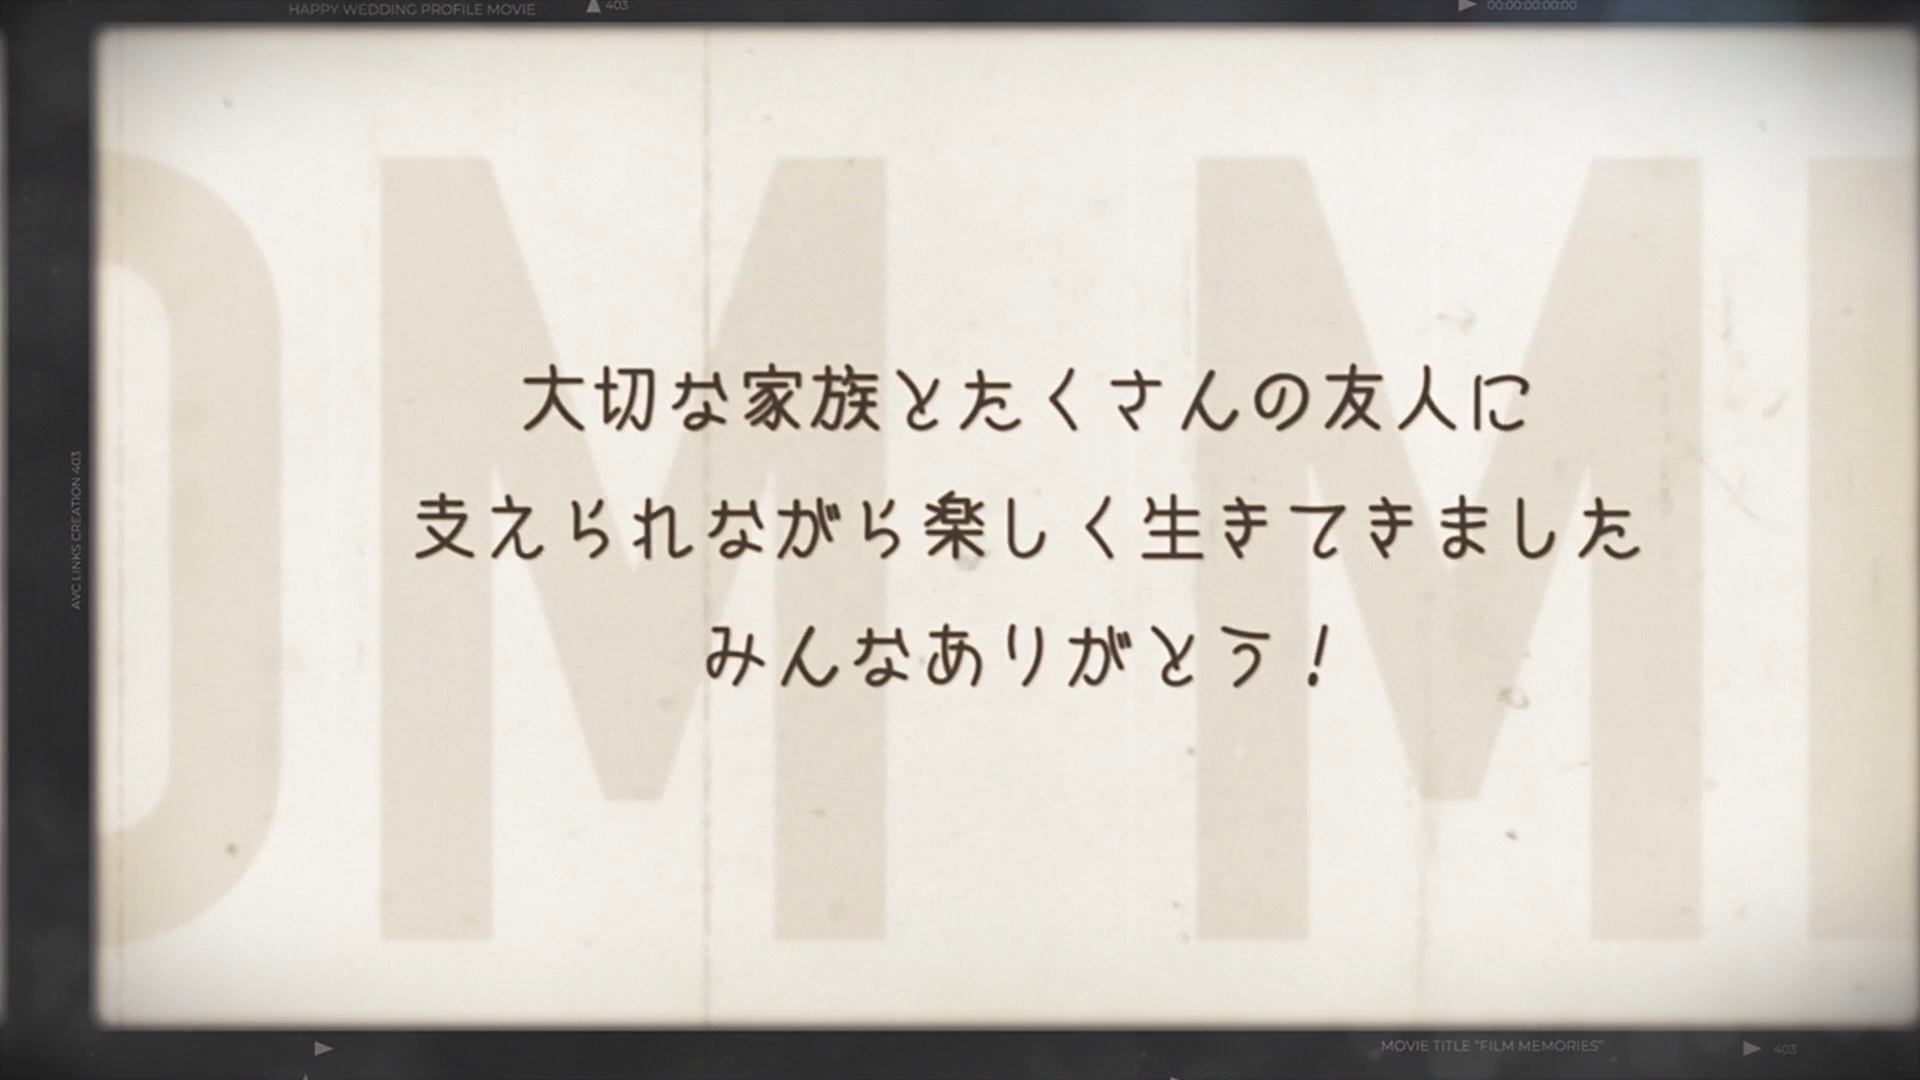 HAPPY WEDDING PROFILE MOVIE
403
00:00:00:00:00
大切な家族とたくさんの友人に
支えられながら楽しく生きてきました
みんなありがとう!
AVC LINKS CREATION 403
MOVIE TITLE "FILM MEMORIES"
403